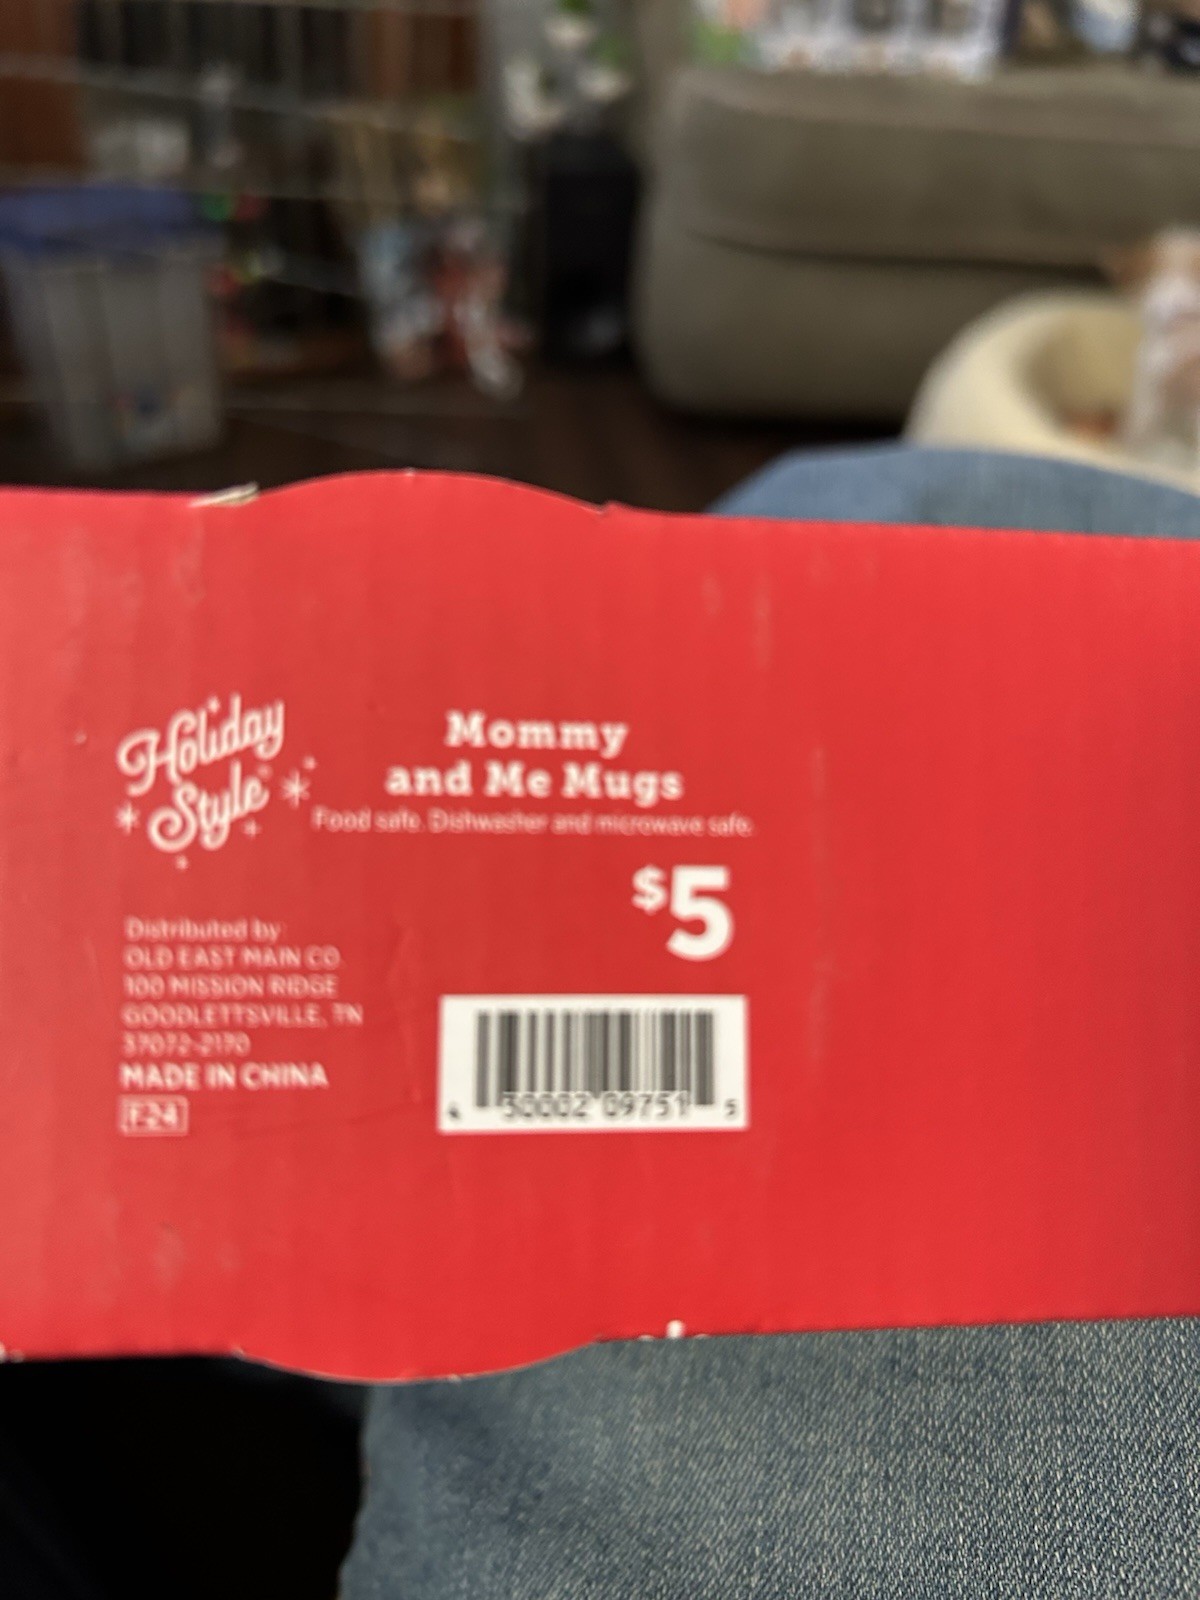 Holiday
Style®
Mommy
and Me Mugs
Food safe. Dishwasher and microwave safe.
$5
Distributed by:
OLD EAST MAIN CO.
100 MISSION RIDGE
GOODLETTSVILLE, TN
37072-2170
MADE IN CHINA
F24
4 30002 09751 5